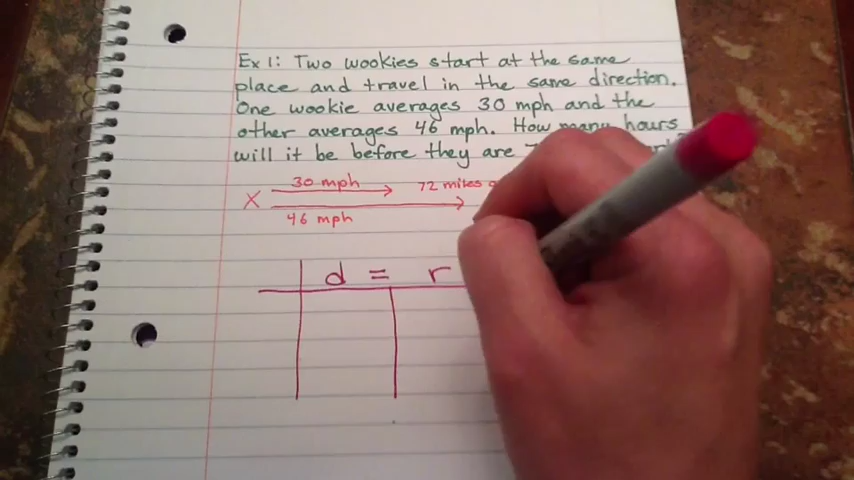 Ex 1: Two wookies start at the same
place and travel in the same direction.
One wookie averages 30 mph and the
other averages 46 mph. How many hours
will it be before they are
30 mph
72 miles
X
46 mph
d = r